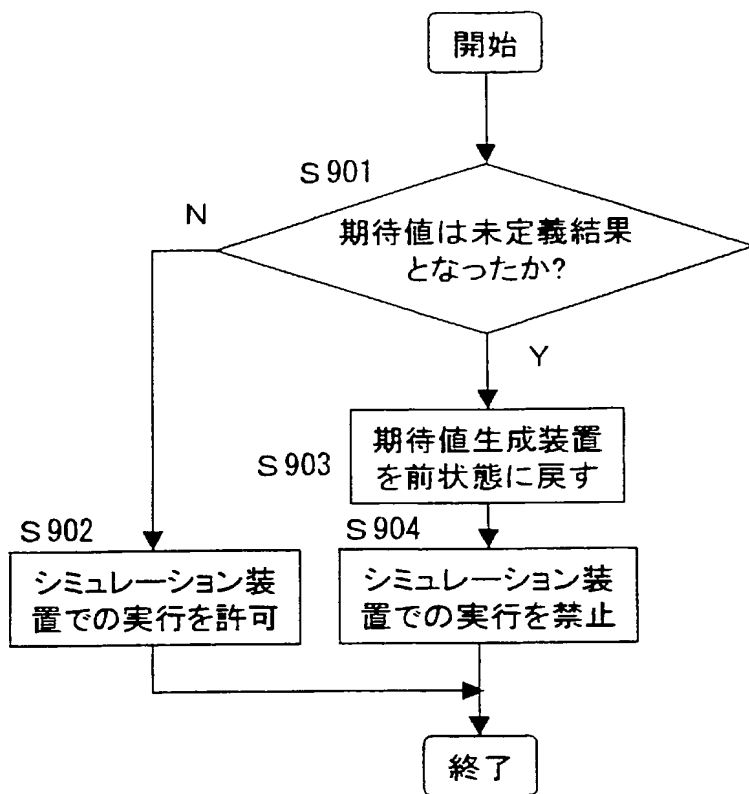 開始
S901
N
期待値は未定義結果
となったか?
Y
S903
期待値生成装置
を前状態に戻す
S902
シミュレーション装
置での実行を許可
S904
シミュレーション装
置での実行を禁止
終了